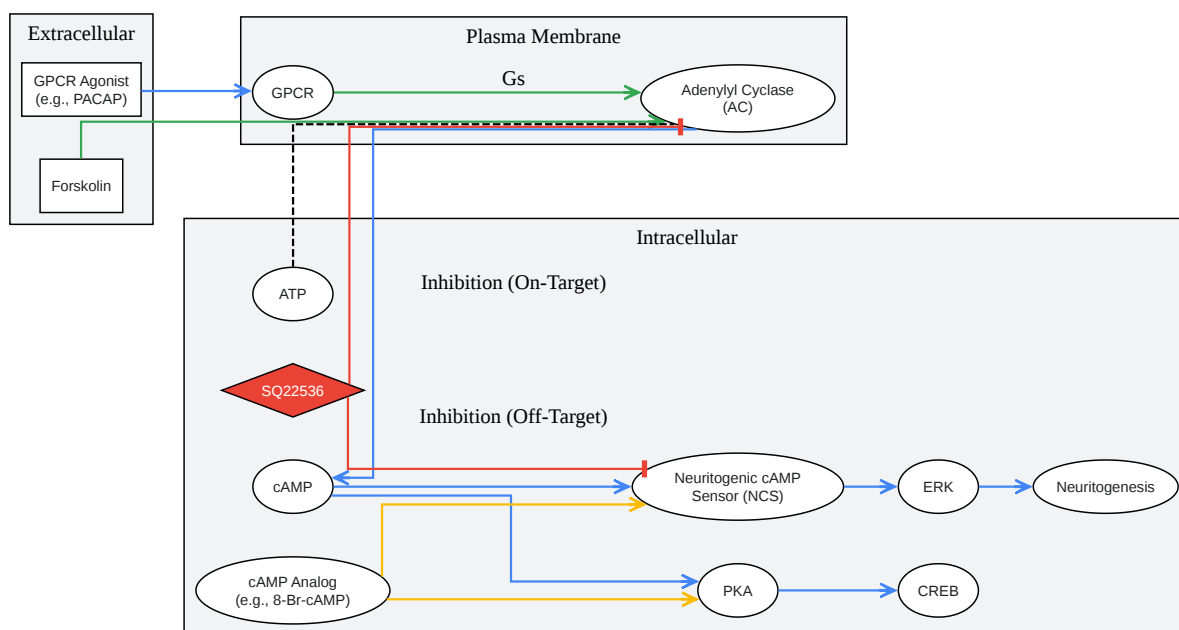 Extracellular
GPCR Agonist
(e.g., PACAP)
Forskolin
Plasma Membrane
GPCR
Gs
Adenylyl Cyclase
(AC)
Intracellular
ATP
Inhibition (On-Target)
SQ22536
Inhibition (Off-Target)
cAMP
Neuritogenic cAMP
Sensor (NCS)
ERK
Neuritogenesis
cAMP Analog
(e.g., 8-Br-cAMP)
PKA
CREB